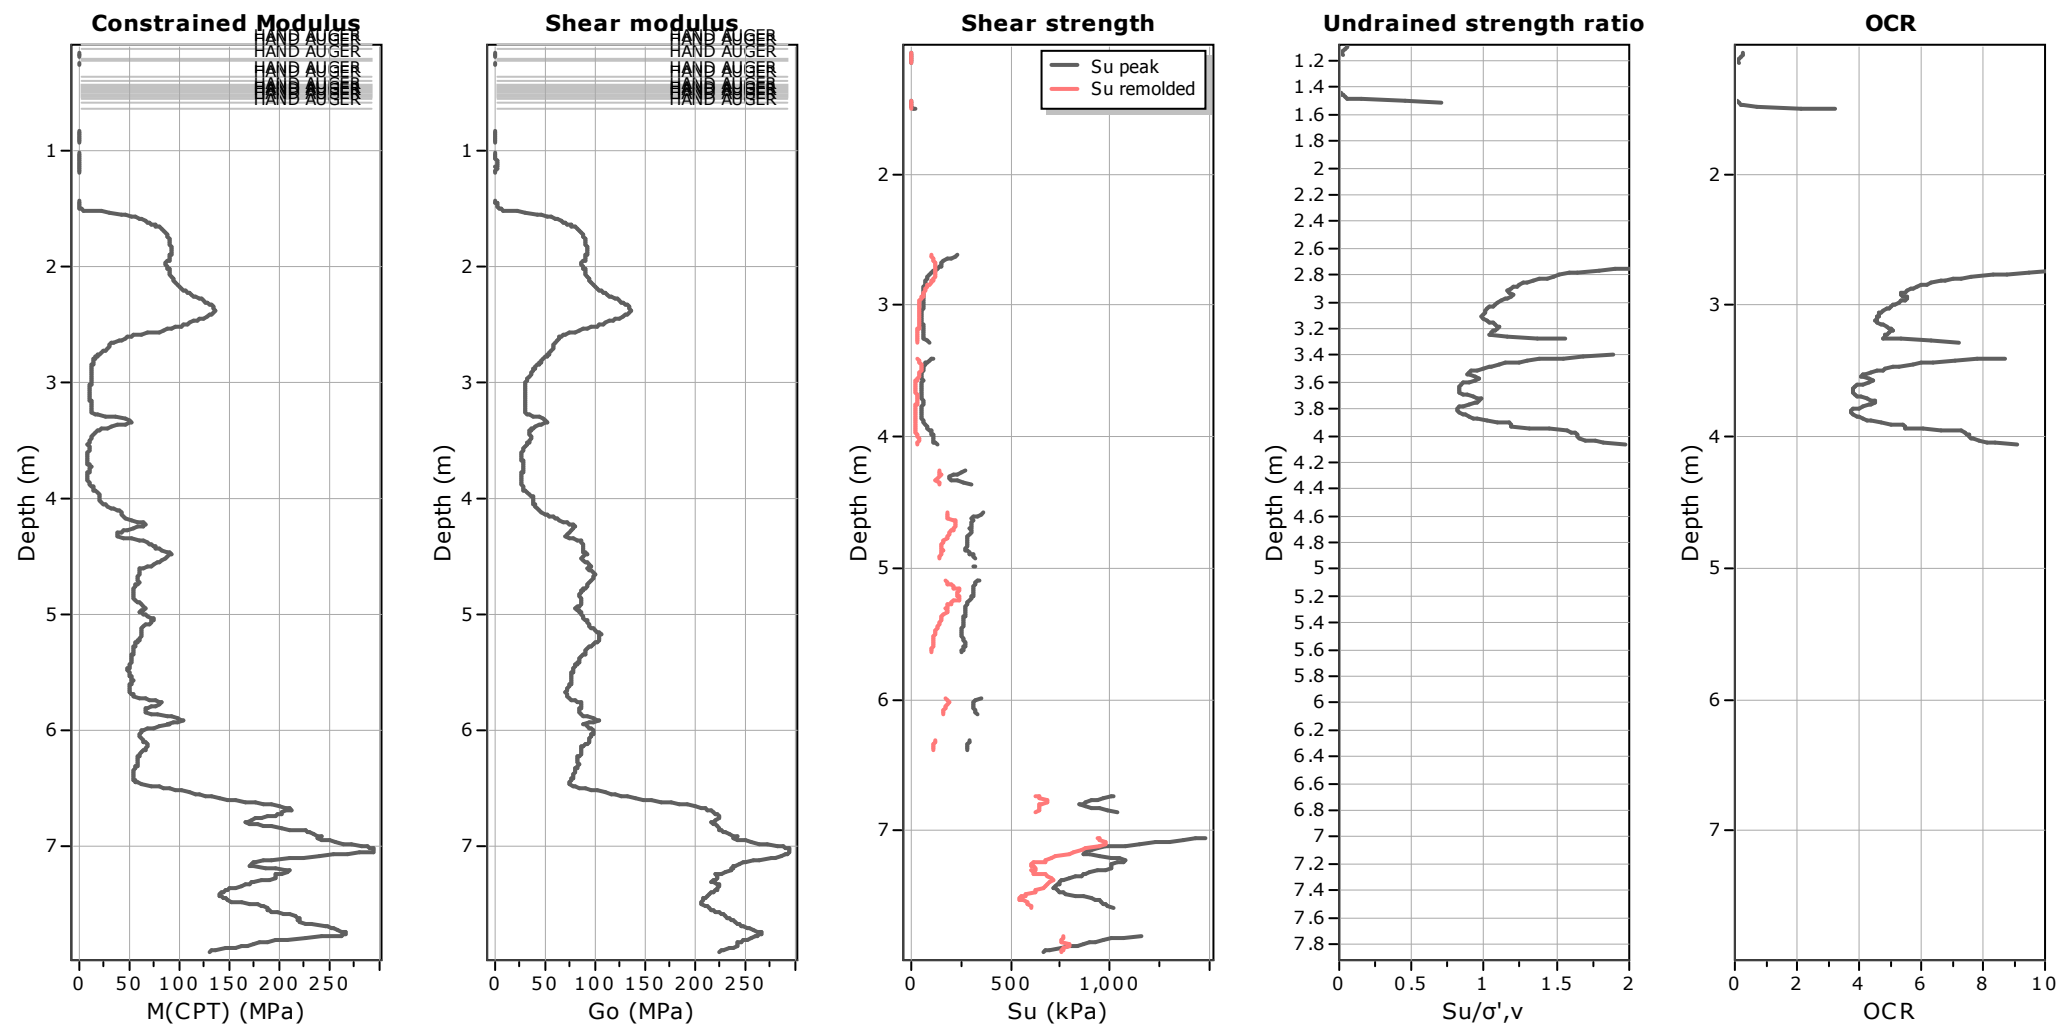 Constrained Modulus
HAND AUGER
HAND AUGER
HAND AUGER
HAND AUGER
HAND AUGER
HAND AUGER
1
2
3
4
5
6
7
Depth (m)
0 50 100 150 200 250
M(CPT) (MPa)
Shear modulus
HAND AUGER
HAND AUGER
HAND AUGER
HAND AUGER
HAND AUGER
HAND AUGER
1
2
3
4
5
6
7
Depth (m)
0 50 100 150 200 250
Go (MPa)
Shear strength
Su peak
Su remolded
2
3
4
5
6
7
Depth (m)
0 500 1,000
Su (kPa)
Undrained strength ratio
1.2
1.4
1.6
1.8
2
2.2
2.4
2.6
2.8
3
3.2
3.4
3.6
3.8
4
4.2
4.4
4.6
4.8
5
5.2
5.4
5.6
5.8
6
6.2
6.4
6.6
6.8
7
7.2
7.4
7.6
7.8
Depth (m)
0 0.5 1 1.5 2
Su/σ',v
OCR
2
3
4
5
6
7
Depth (m)
0 2 4 6 8 10
OCR